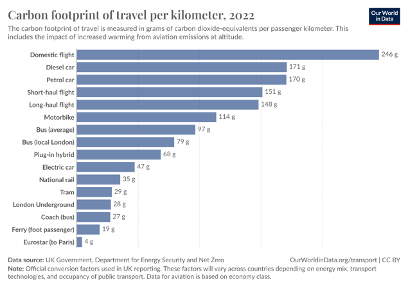 Carbon footprint of travel per kilometer, 2022
Our World
in Data
The carbon footprint of travel is measured in grams of carbon dioxide-equivalents per passenger kilometer. This
includes the impact of increased warming from aviation emissions at altitude.
Domestic flight 246 g
Diesel car 171 g
Petrol car 170 g
Short-haul flight 151 g
Long-haul flight 148 g
Motorbike 114 g
Bus (average) 97 g
Bus (local London) 79 g
Plug-in hybrid 68 g
Electric car 47 g
National rail 35 g
Tram 29 g
London Underground 28 g
Coach (bus) 27 g
Ferry (foot passenger) 19 g
Eurostar (to Paris) 4 g
Data source: UK Government, Department for Energy Security and Net Zero OurWorldinData.org/transport | CC BY
Note: Official conversion factors used in UK reporting. These factors will vary across countries depending on energy mix, transport
technologies, and occupancy of public transport. Data for aviation is based on economy class.